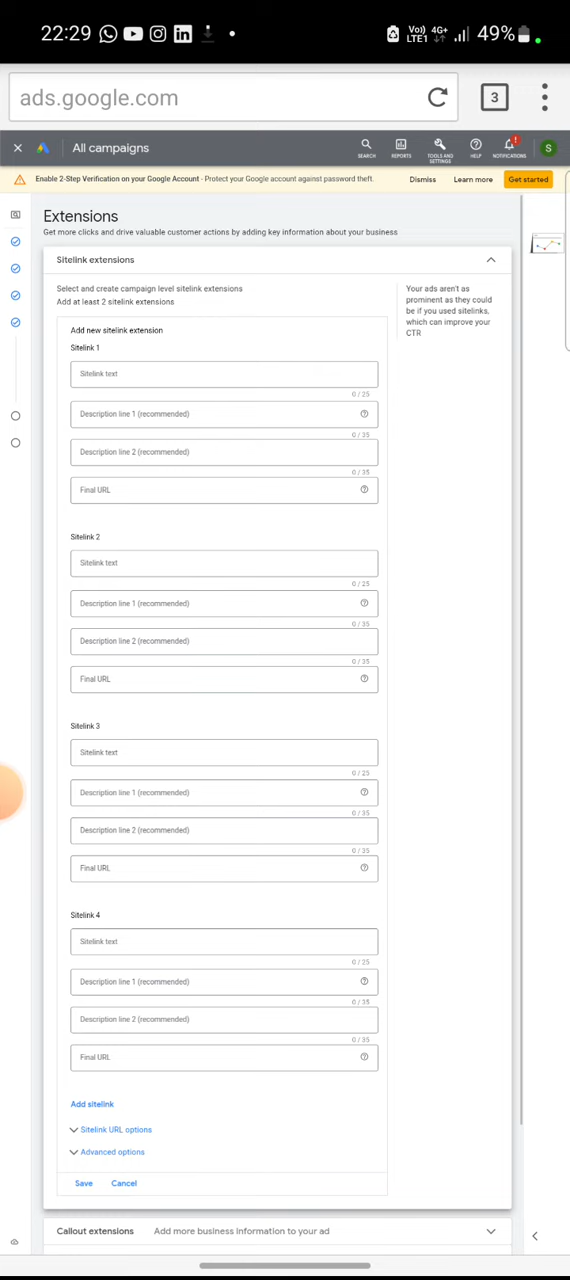 22:29
Vo)) LTE1 4G+ 49%
ads.google.com
3
All campaigns
SEARCH REPORTS TOOLS AND SETTINGS HELP NOTIFICATIONS
!
S
Enable 2-Step Verification on your Google Account - Protect your Google account against password theft. Dismiss Learn more Get started
Extensions
Get more clicks and drive valuable customer actions by adding key information about your business
Sitelink extensions
Select and create campaign level sitelink extensions
Add at least 2 sitelink extensions
Your ads aren't as
prominent as they could
be if you used sitelinks,
which can improve your
CTR
Add new sitelink extension
Sitelink 1
Sitelink text
0 / 25
Description line 1 (recommended)
0 / 35
Description line 2 (recommended)
0 / 35
Final URL
Sitelink 2
Sitelink text
0 / 25
Description line 1 (recommended)
0 / 35
Description line 2 (recommended)
0 / 35
Final URL
Sitelink 3
Sitelink text
0 / 25
Description line 1 (recommended)
0 / 35
Description line 2 (recommended)
0 / 35
Final URL
Sitelink 4
Sitelink text
0 / 25
Description line 1 (recommended)
0 / 35
Description line 2 (recommended)
0 / 35
Final URL
Add sitelink
Sitelink URL options
Advanced options
Save Cancel
Callout extensions Add more business information to your ad